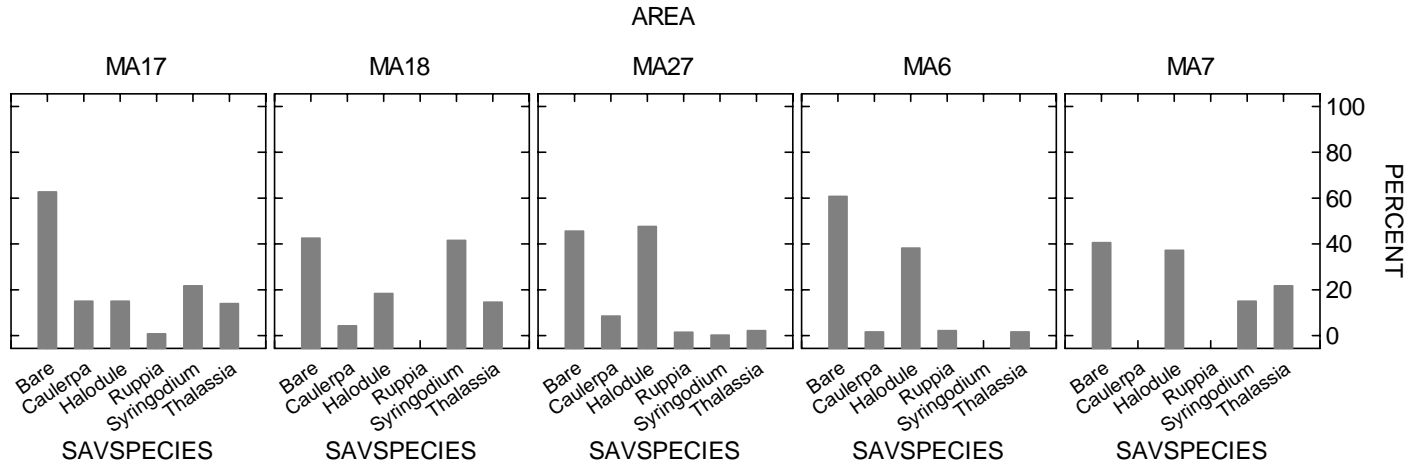 AREA
MA17 MA18 MA27 MA6 MA7
100
80
60
40
20
0
PERCENT
Bare Caulerpa Halodule Ruppia Syringodium Thalassia
Bare Caulerpa Halodule Ruppia Syringodium Thalassia
Bare Caulerpa Halodule Ruppia Syringodium Thalassia
Bare Caulerpa Halodule Ruppia Syringodium Thalassia
Bare Caulerpa Halodule Ruppia Syringodium Thalassia
SAVSPECIES SAVSPECIES SAVSPECIES SAVSPECIES SAVSPECIES